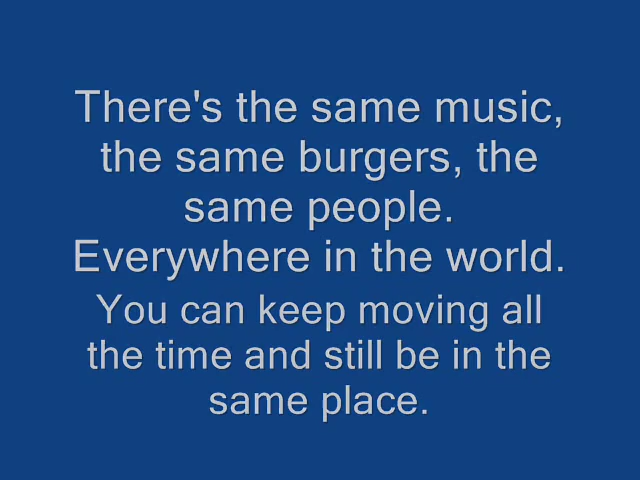 There's the same music,
the same burgers, the
same people.
Everywhere in the world.
You can keep moving all
the time and still be in the
same place.